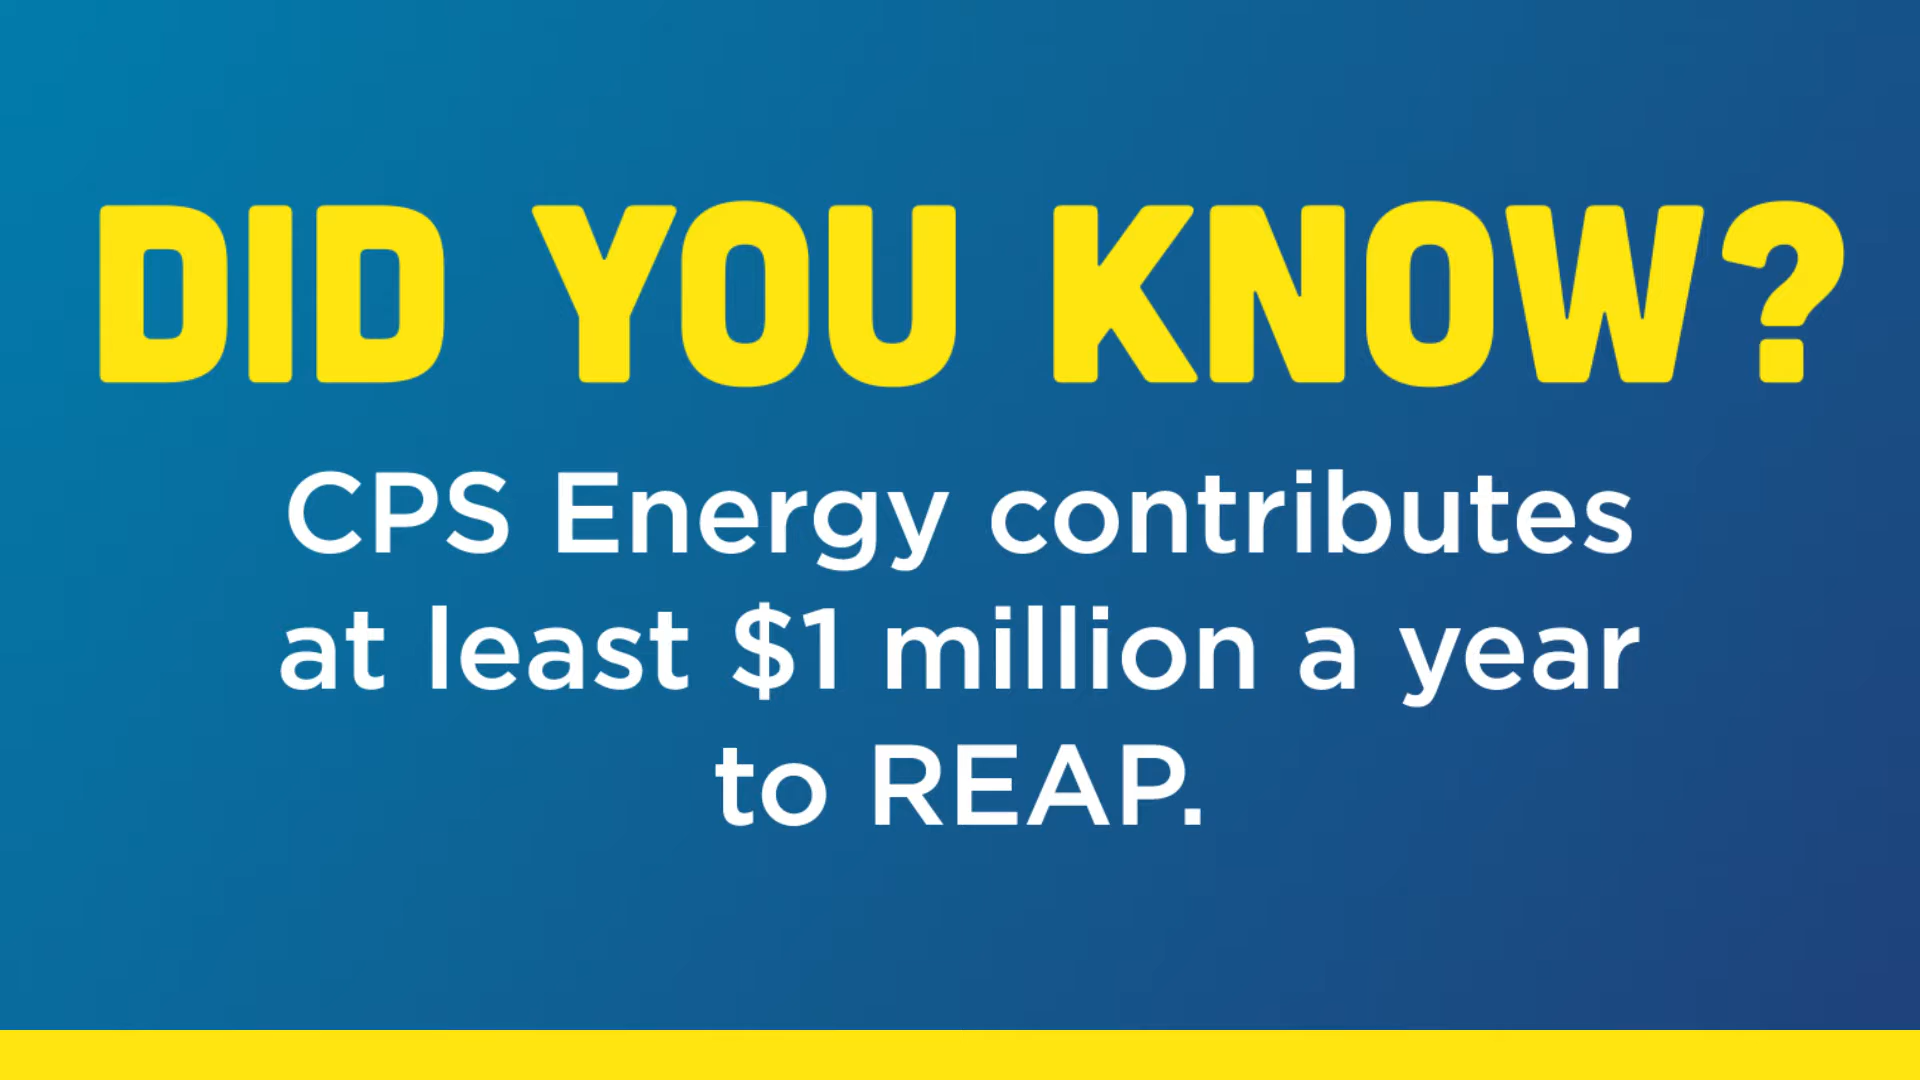 DID YOU KNOW?
CPS Energy contributes
at least $1 million a year
to REAP.